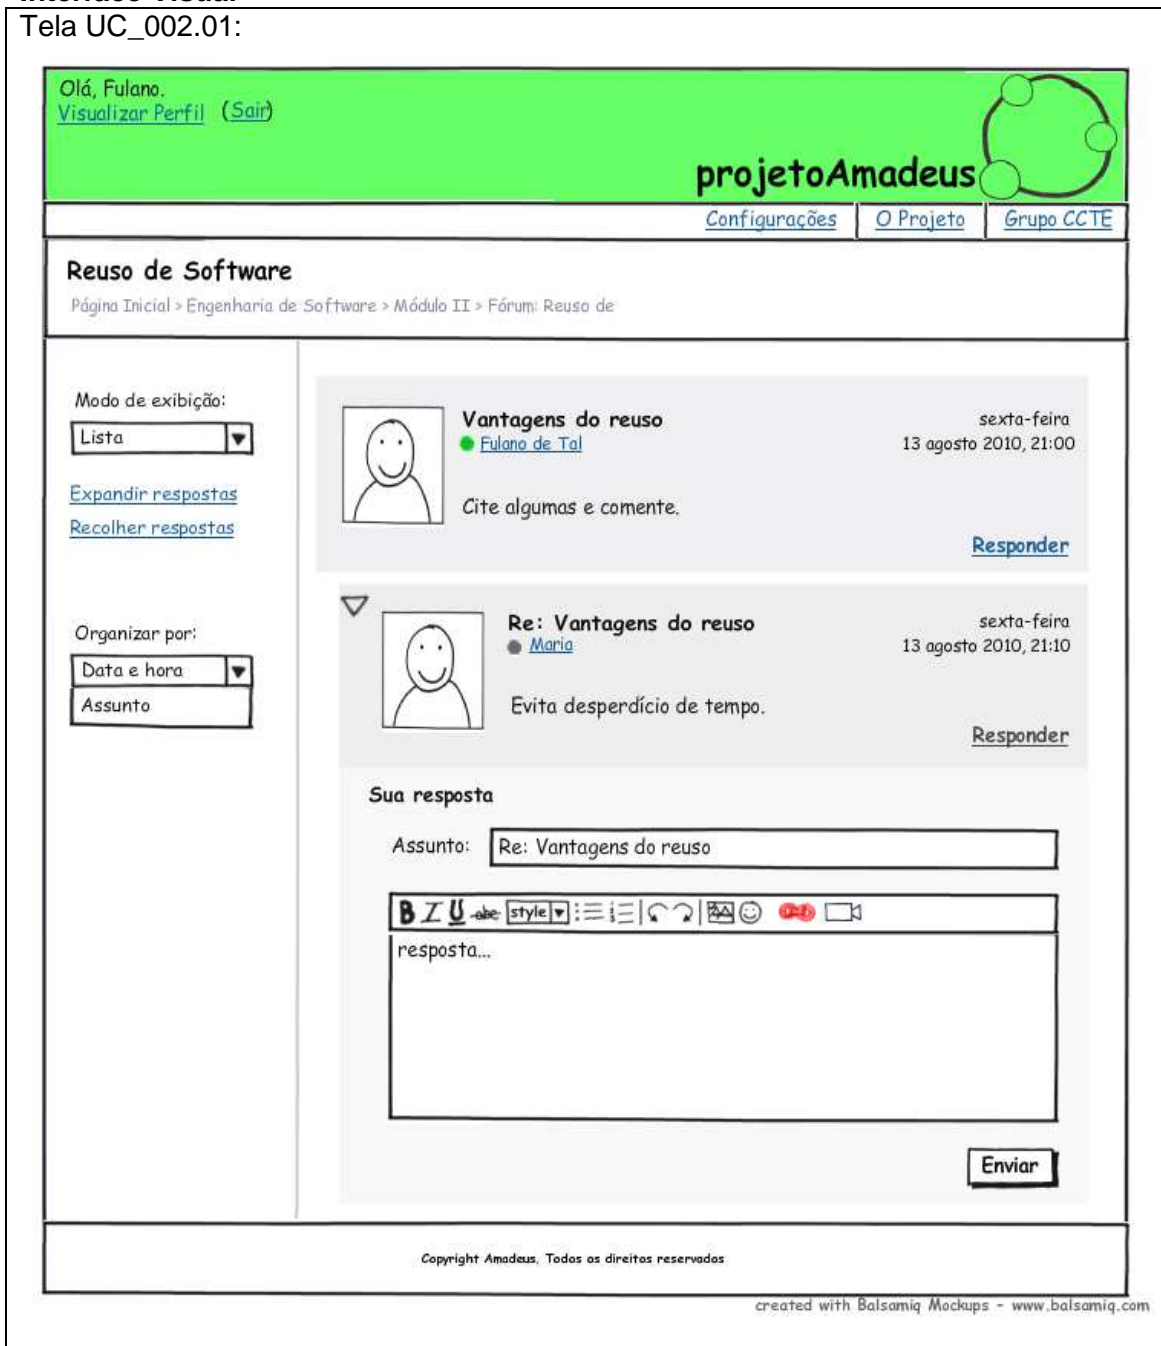 Interface Visual
Tela UC_002.01:
Olá, Fulano.
Visualizar Perfil (Sair)
projetoAmadeus
Configurações O Projeto Grupo CCTE
Reuso de Software
Página Inicial > Engenharia de Software > Módulo II > Fórum: Reuso de
Modo de exibição:
Lista
Expandir respostas
Recolher respostas
Organizar por:
Data e hora
Assunto
Vantagens do reuso
Fulano de Tal
sexta-feira
13 agosto 2010, 21:00
Cite algumas e comente.
Responder
Re: Vantagens do reuso
Maria
sexta-feira
13 agosto 2010, 21:10
Evita desperdício de tempo.
Responder
Sua resposta
Assunto: Re: Vantagens do reuso
B I U abc style
resposta...
Enviar
Copyright Amadeus. Todos os direitos reservados
created with Balsamiq Mockups - www.balsamiq.com